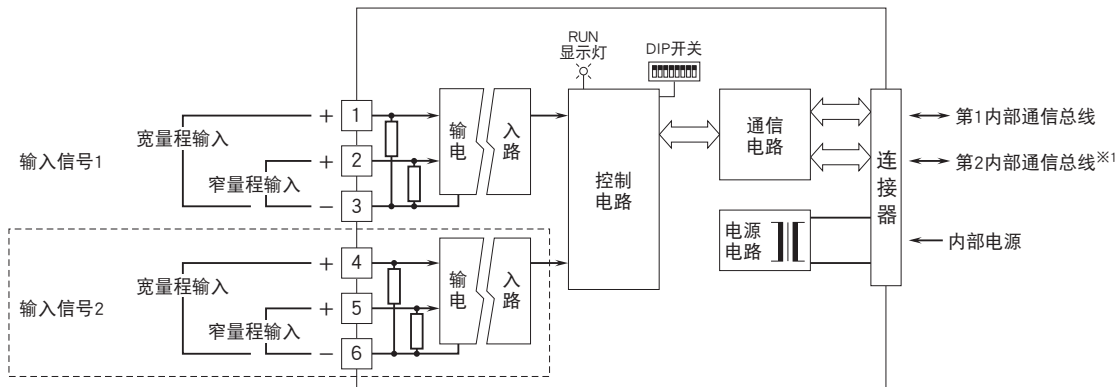 RUN
显示灯
DIP开关
输入信号1
宽量程输入
窄量程输入
+ 1
+ 2
− 3
输 入
电 路
控制
电路
通信
电路
电源
电路
连
接
器
第1内部通信总线
第2内部通信总线※1
内部电源
输入信号2
宽量程输入
窄量程输入
+ 4
+ 5
− 6
输 入
电 路